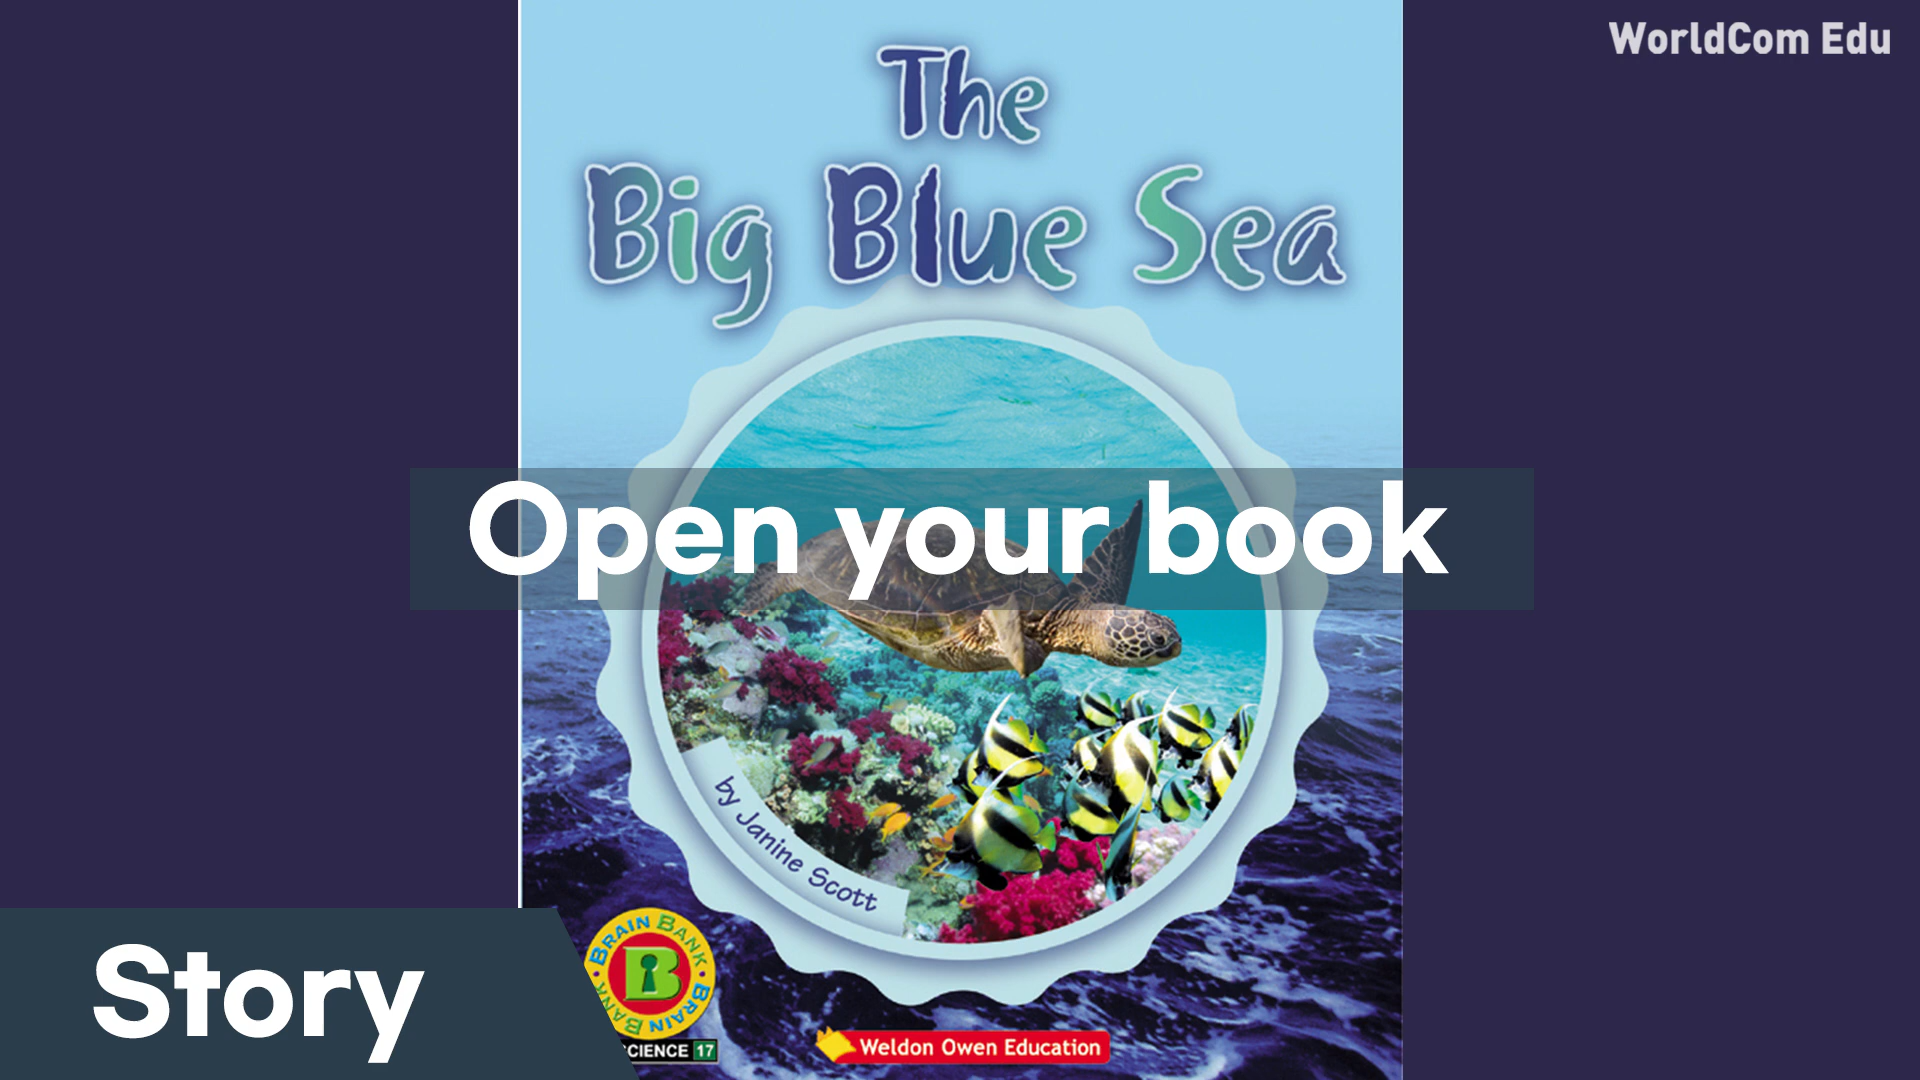 WorldCom Edu
The
Big Blue Sea
Open your book
by Janine Scott
Story
BRAIN BANK
BRAIN BANK
B
SCIENCE 17
Weldon Owen Education